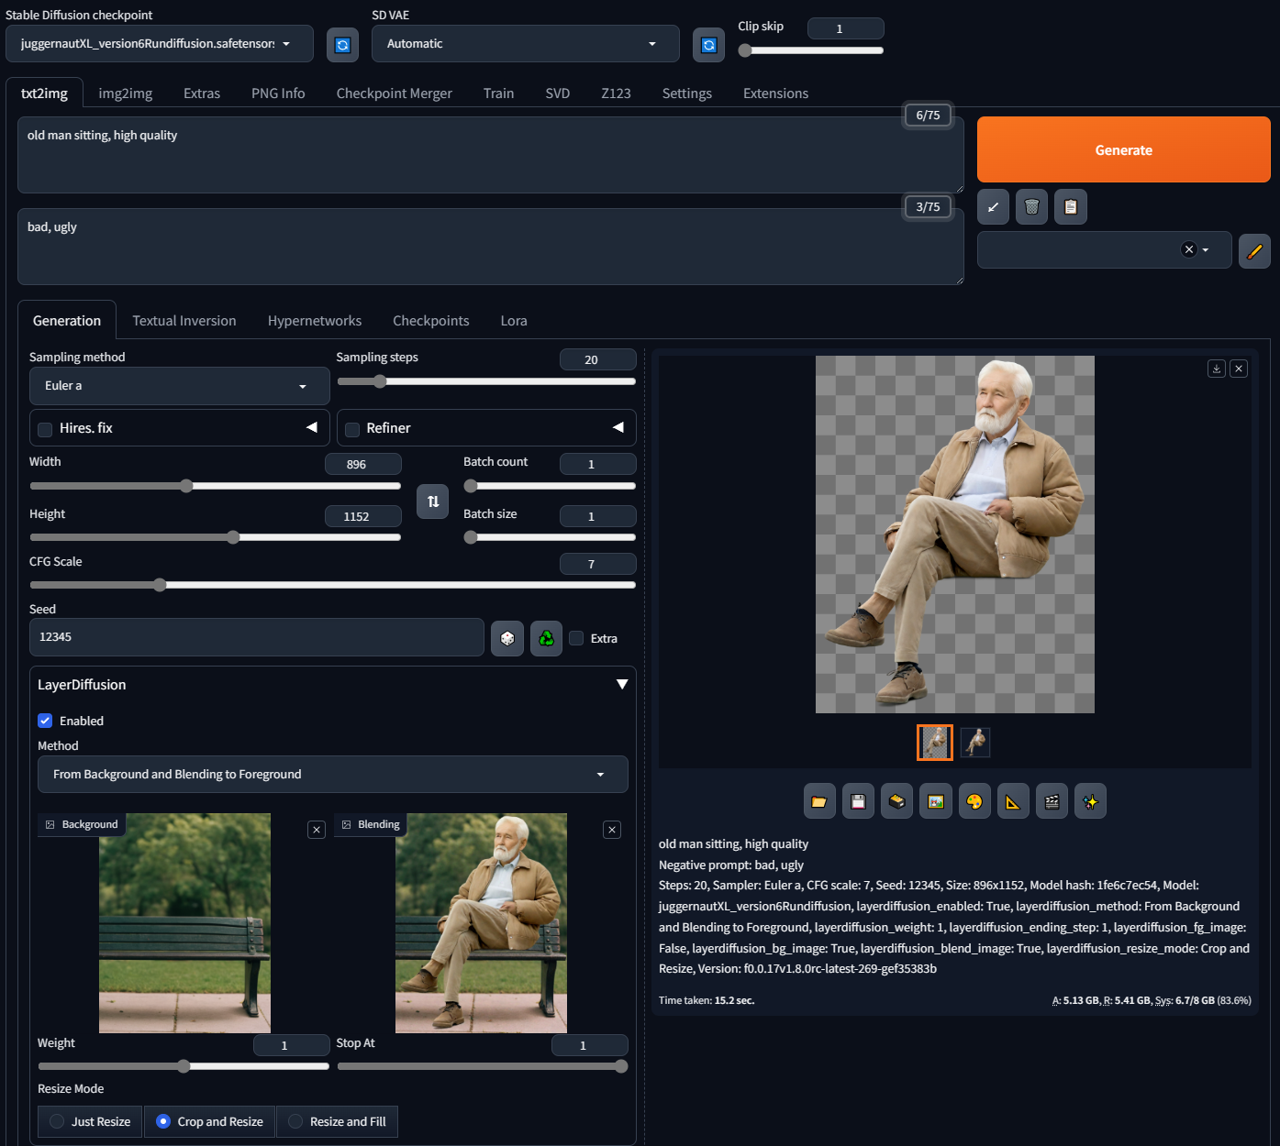 Stable Diffusion checkpoint
SD VAE
Clip skip
1
juggernautXL_version6Rundiffusion.safetensors
Automatic
txt2img
img2img
Extras
PNG Info
Checkpoint Merger
Train
SVD
Z123
Settings
Extensions
6/75
old man sitting, high quality
Generate
3/75
bad, ugly
Generation
Textual Inversion
Hypernetworks
Checkpoints
Lora
Sampling method
Sampling steps
20
Euler a
Hires. fix
Refiner
Width
896
Batch count
1
Height
1152
Batch size
1
CFG Scale
7
Seed
12345
Extra
LayerDiffusion
Enabled
Method
From Background and Blending to Foreground
Background
Blending
Weight
1
Stop At
1
Resize Mode
Just Resize
Crop and Resize
Resize and Fill
old man sitting, high quality
Negative prompt: bad, ugly
Steps: 20, Sampler: Euler a, CFG scale: 7, Seed: 12345, Size: 896x1152, Model hash: 1fe6c7ec54, Model:
juggernautXL_version6Rundiffusion, layerdiffusion_enabled: True, layerdiffusion_method: From Background
and Blending to Foreground, layerdiffusion_weight: 1, layerdiffusion_ending_step: 1, layerdiffusion_fg_image:
False, layerdiffusion_bg_image: True, layerdiffusion_blend_image: True, layerdiffusion_resize_mode: Crop and
Resize, Version: f0.0.17v1.8.0rc-latest-269-gef35383b
Time taken: 15.2 sec.
A: 5.13 GB, R: 5.41 GB, Sys: 6.7/8 GB (83.6%)